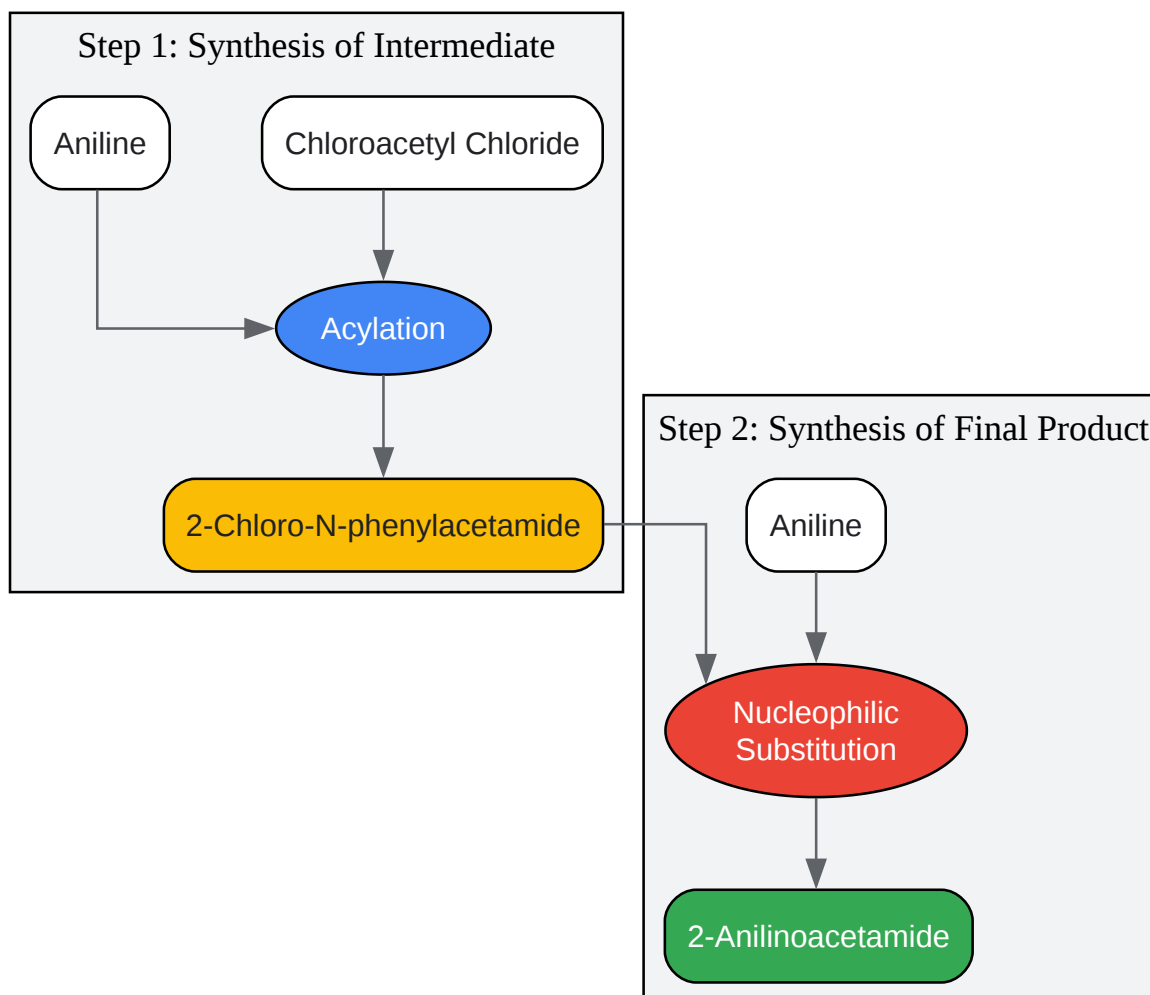 Step 1: Synthesis of Intermediate
Aniline
Chloroacetyl Chloride
Acylation
2-Chloro-N-phenylacetamide
Step 2: Synthesis of Final Product
Aniline
Nucleophilic
Substitution
2-Anilinoacetamide